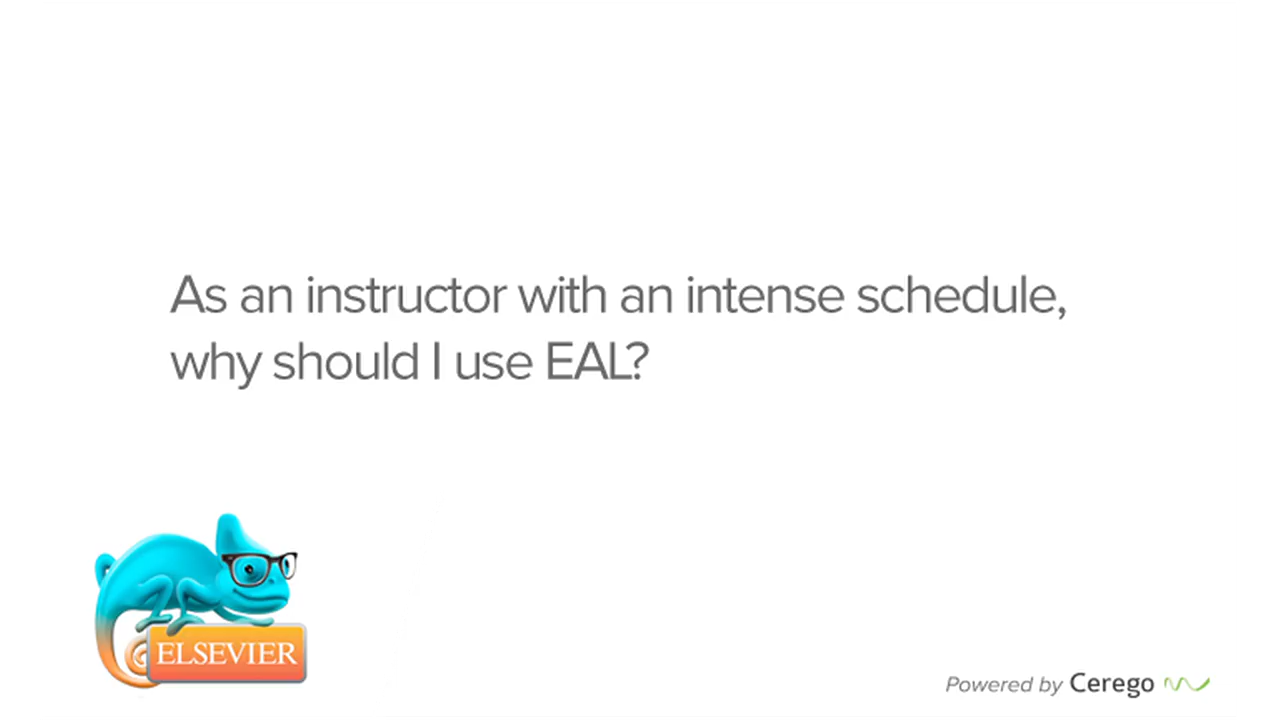 As an instructor with an intense schedule,
why should I use EAL?
ELSEVIER
Powered by Cerego